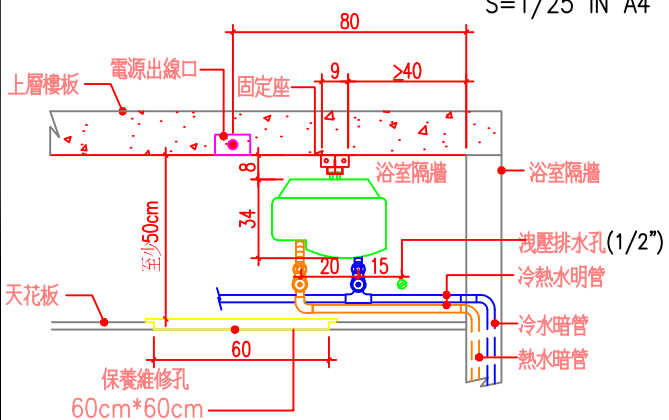 S=1/25 IN A4
80
電源出線口
9
≥40
上層樓板
固定座
8
浴室隔牆
浴室隔牆
34
至少50cm
洩壓排水孔(1/2")
20
15
冷熱水明管
天花板
冷水暗管
60
熱水暗管
保養維修孔
60cm*60cm